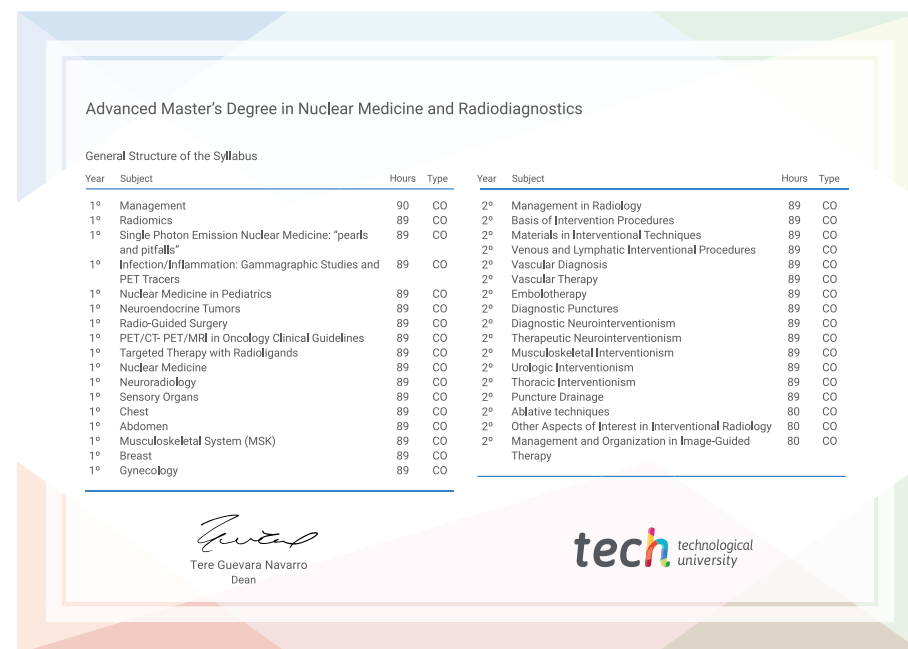 Advanced Master's Degree in Nuclear Medicine and Radiodiagnostics
General Structure of the Syllabus
Year Subject Hours Type
1º Management 90 CO
1º Radiomics 89 CO
1º Single Photon Emission Nuclear Medicine: "pearls 89 CO
and pitfalls"
1º Infection/Inflammation: Gammagraphic Studies and 89 CO
PET Tracers
1º Nuclear Medicine in Pediatrics 89 CO
1º Neuroendocrine Tumors 89 CO
1º Radio-Guided Surgery 89 CO
1º PET/CT- PET/MRI in Oncology Clinical Guidelines 89 CO
1º Targeted Therapy with Radioligands 89 CO
1º Nuclear Medicine 89 CO
1º Neuroradiology 89 CO
1º Sensory Organs 89 CO
1º Chest 89 CO
1º Abdomen 89 CO
1º Musculoskeletal System (MSK) 89 CO
1º Breast 89 CO
1º Gynecology 89 CO
Year Subject Hours Type
2º Management in Radiology 89 CO
2º Basis of Intervention Procedures 89 CO
2º Materials in Interventional Techniques 89 CO
2º Venous and Lymphatic Interventional Procedures 89 CO
2º Vascular Diagnosis 89 CO
2º Vascular Therapy 89 CO
2º Embolotherapy 89 CO
2º Diagnostic Punctures 89 CO
2º Diagnostic Neurointerventionism 89 CO
2º Therapeutic Neurointerventionism 89 CO
2º Musculoskeletal Interventionism 89 CO
2º Urologic Interventionism 89 CO
2º Thoracic Interventionism 89 CO
2º Puncture Drainage 89 CO
2º Ablative techniques 80 CO
2º Other Aspects of Interest in Interventional Radiology 80 CO
2º Management and Organization in Image-Guided 80 CO
Therapy
Tere Guevara Navarro
Dean
tech technological
university